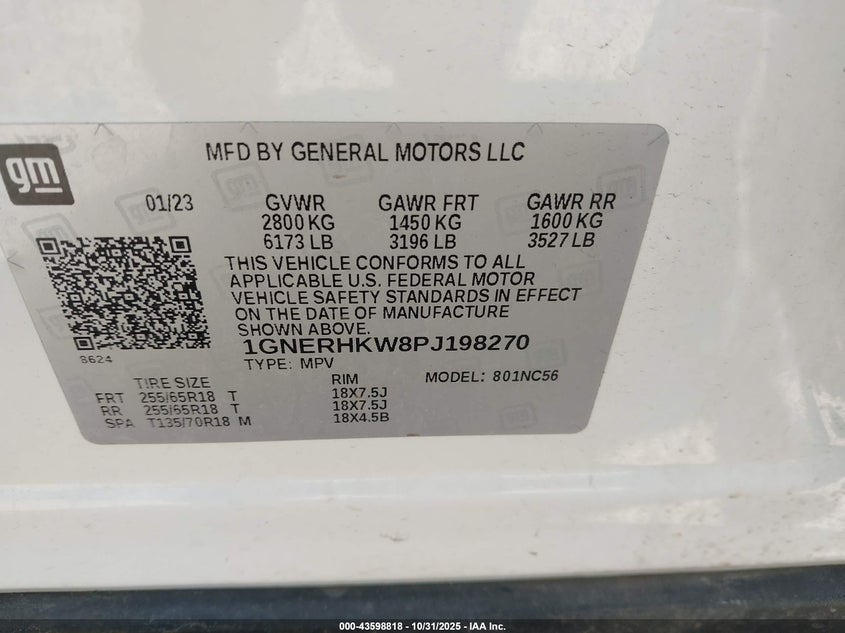 gm
MFD BY GENERAL MOTORS LLC
01/23 GVWR GAWR FRT GAWR RR
2800 KG 1450 KG 1600 KG
6173 LB 3196 LB 3527 LB
THIS VEHICLE CONFORMS TO ALL
APPLICABLE U.S. FEDERAL MOTOR
VEHICLE SAFETY STANDARDS IN EFFECT
ON THE DATE OF MANUFACTURE
SHOWN ABOVE.
1GNERHKW8PJ198270
8624
TYPE: MPV
MODEL: 801NC56
TIRE SIZE RIM
FRT 255/65R18 T 18X7.5J
RR 255/65R18 T 18X7.5J
SPA T135/70R18 M 18X4.5B
000-43598818 - 10/31/2025 - IAA Inc.